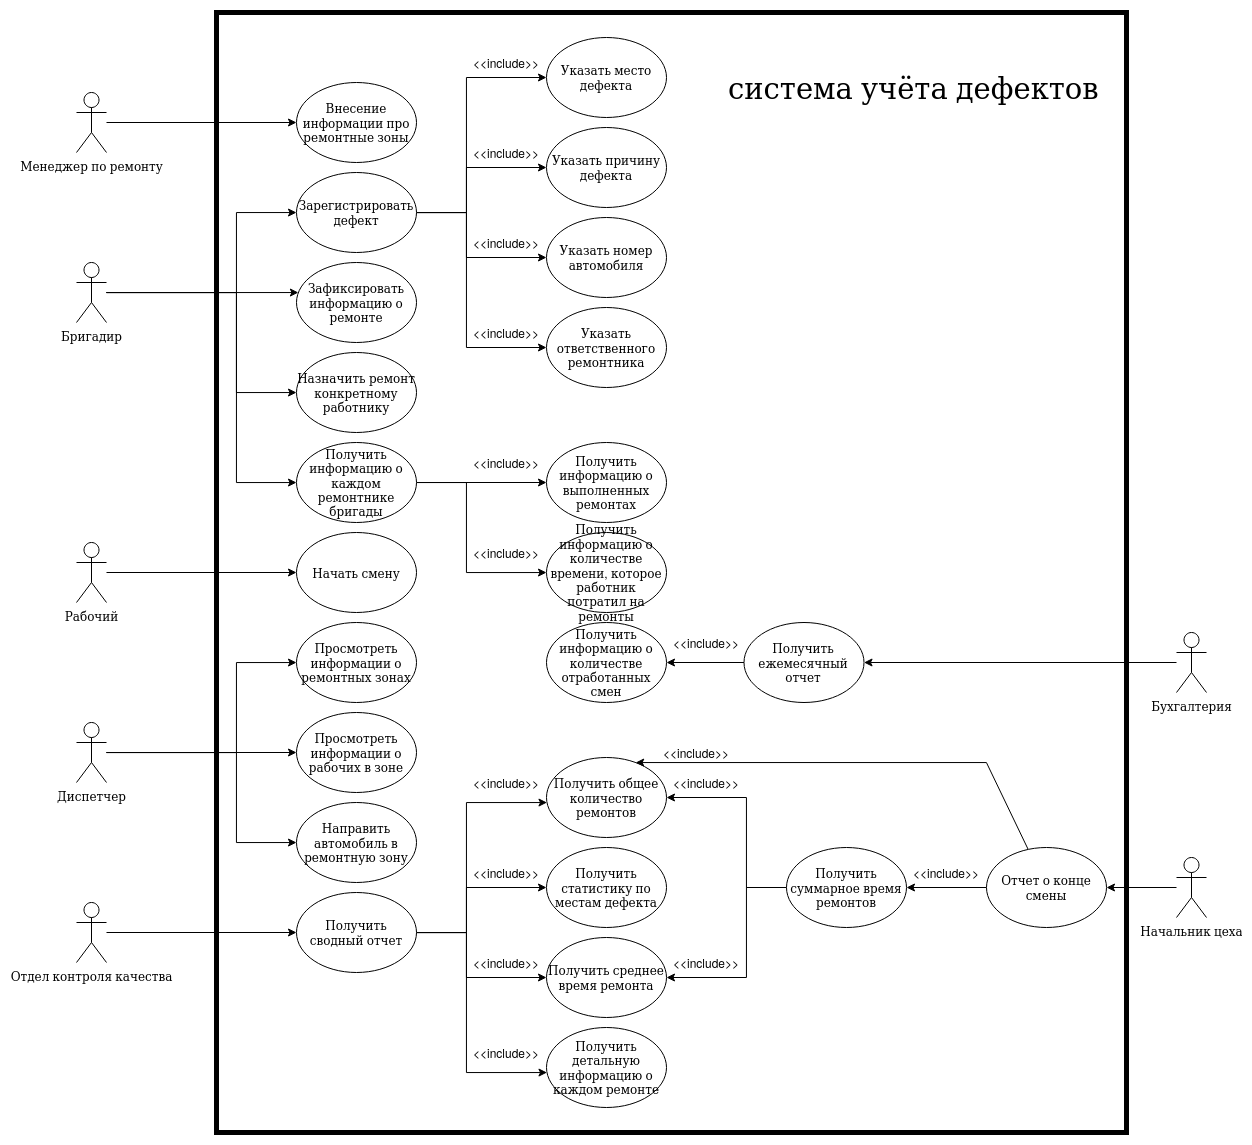 система учёта дефектов
Менеджер по ремонту
Внесение
информации про
ремонтные зоны
<<include>>
Указать место
дефекта
Зарегистрировать
дефект
<<include>>
Указать причину
дефекта
Бригадир
Зафиксировать
информацию о
ремонте
<<include>>
Указать номер
автомобиля
Назначить ремонт
конкретному
работнику
<<include>>
Указать
ответственного
ремонтника
Получить
информацию о
каждом
ремонтнике
бригады
<<include>>
Получить
информацию о
выполненных
ремонтах
<<include>>
Получить
информацию о
количестве
времени, которое
работник
потратил на
ремонты
Рабочий
Начать смену
Просмотреть
информации о
ремонтных зонах
Получить
информацию о
количестве
отработанных
смен
<<include>>
Получить
ежемесячный
отчет
Бухгалтерия
Диспетчер
Просмотреть
информации о
рабочих в зоне
Направить
автомобиль в
ремонтную зону
<<include>>
<<include>>
Получить общее
количество
ремонтов
<<include>>
<<include>>
Получить
статистику по
местам дефекта
Получить
суммарное время
ремонтов
<<include>>
Отчет о конце
смены
Начальник цеха
Отдел контроля качества
Получить
сводный отчет
<<include>>
Получить среднее
время ремонта
<<include>>
<<include>>
Получить
детальную
информацию о
каждом ремонте